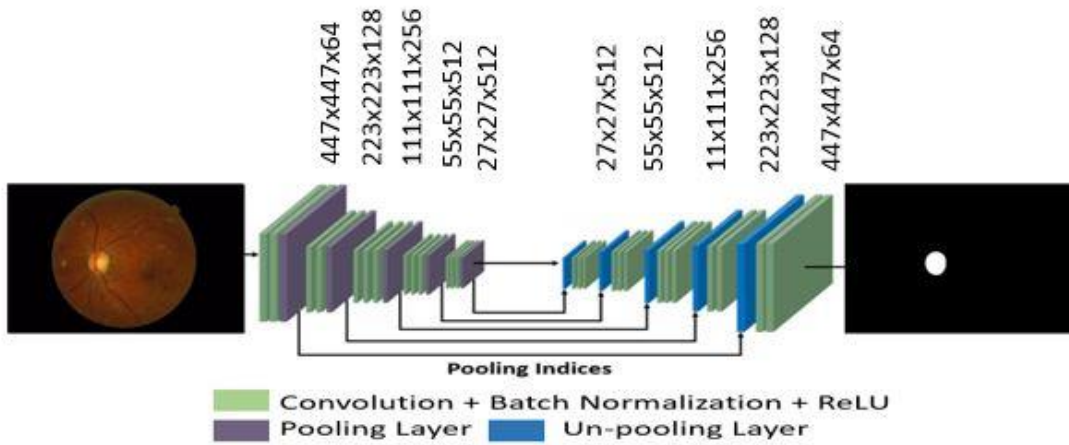 447x447x64
223x223x128
111x111x256
55x55x512
27x27x512
27x27x512
55x55x512
11x111x256
223x223x128
447x447x64
Pooling Indices
Convolution + Batch Normalization + ReLU
Pooling Layer
Un-pooling Layer